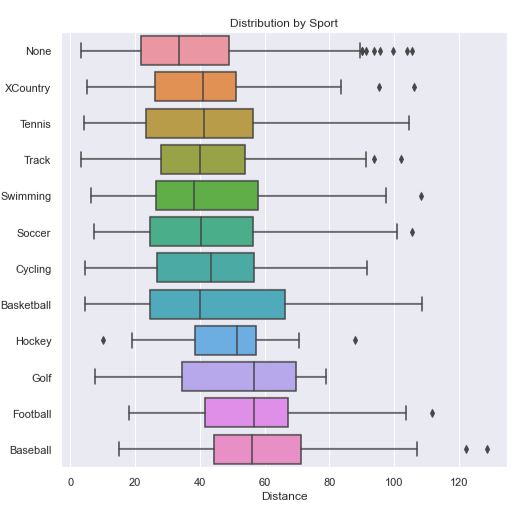 Distribution by Sport
None
XCountry
Tennis
Track
Swimming
Soccer
Cycling
Basketball
Hockey
Golf
Football
Baseball
0 20 40 60 80 100 120
Distance